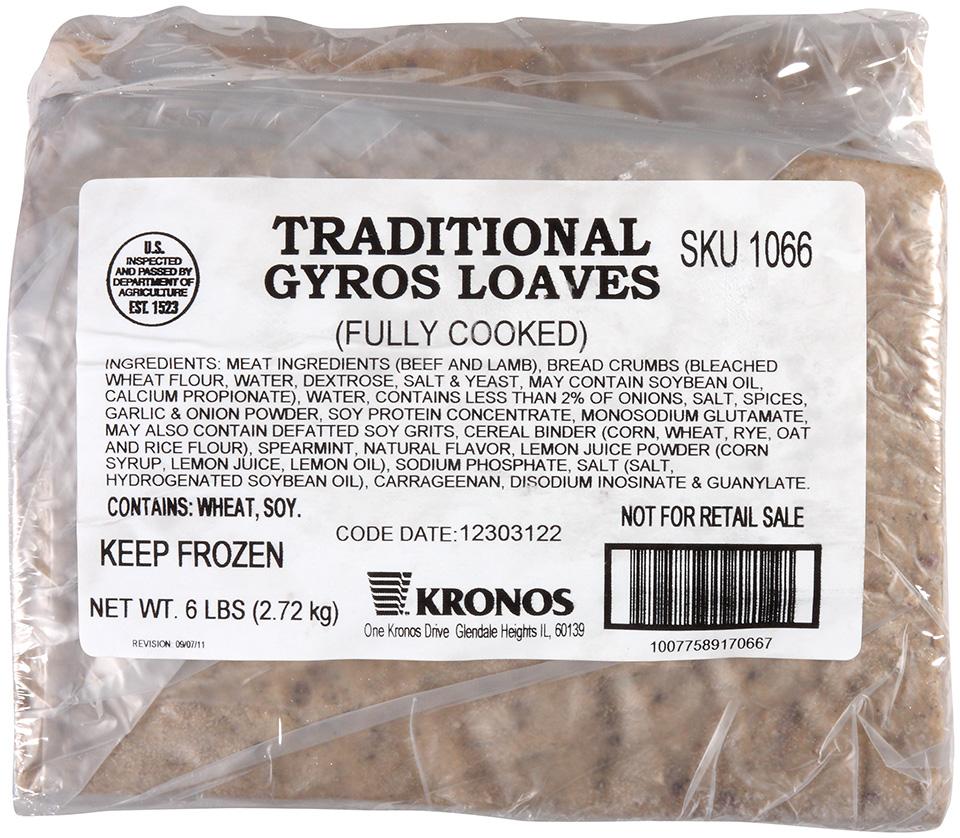 TRADITIONAL
GYROS LOAVES
SKU 1066
U.S.
INSPECTED
AND PASSED BY
DEPARTMENT OF
AGRICULTURE
EST. 1523
(FULLY COOKED)
INGREDIENTS: MEAT INGREDIENTS (BEEF AND LAMB), BREAD CRUMBS (BLEACHED
WHEAT FLOUR, WATER, DEXTROSE, SALT & YEAST, MAY CONTAIN SOYBEAN OIL,
CALCIUM PROPIONATE), WATER, CONTAINS LESS THAN 2% OF ONIONS, SALT, SPICES,
GARLIC & ONION POWDER, SOY PROTEIN CONCENTRATE, MONOSODIUM GLUTAMATE,
MAY ALSO CONTAIN DEFATTED SOY GRITS, CEREAL BINDER (CORN, WHEAT, RYE, OAT
AND RICE FLOUR), SPEARMINT, NATURAL FLAVOR, LEMON JUICE POWDER (CORN
SYRUP, LEMON JUICE, LEMON OIL), SODIUM PHOSPHATE, SALT (SALT,
HYDROGENATED SOYBEAN OIL), CARRAGEENAN, DISODIUM INOSINATE & GUANYLATE.
CONTAINS: WHEAT, SOY.
NOT FOR RETAIL SALE
CODE DATE:12303122
KEEP FROZEN
NET WT. 6 LBS (2.72 kg)
KRONOS
One Kronos Drive Glendale Heights IL, 60139
REVISION 09/07/11
10077589170667